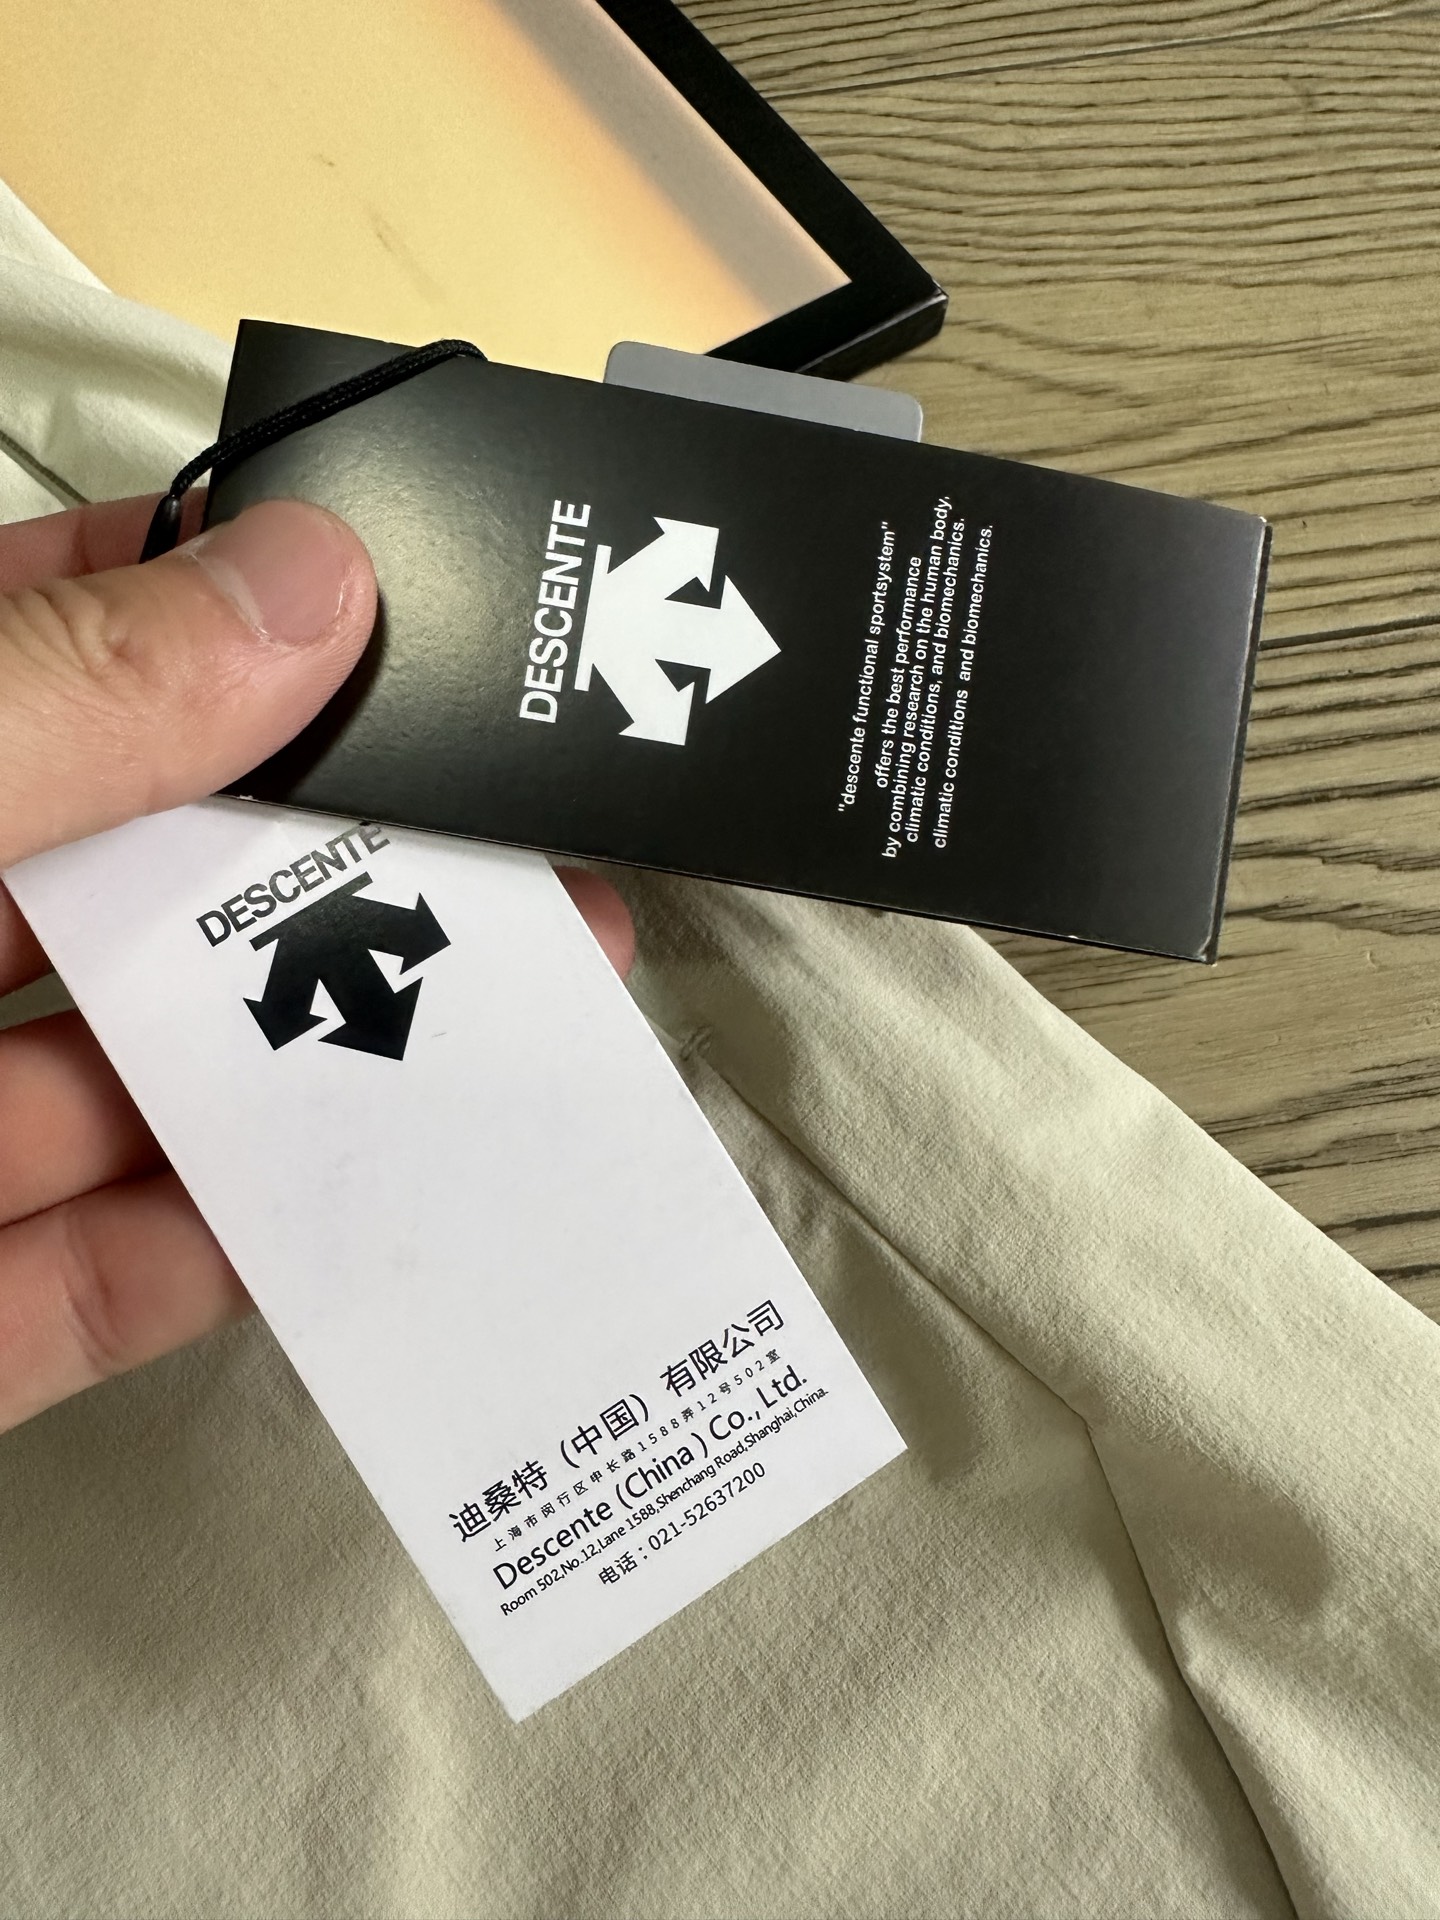 DESCENTE
"descente functional sportsystem"
offers the best performance
by combining research on the human body,
climatic conditions, and biomechanics.
climatic conditions and biomechanics.
DESCENTE
迪桑特（中国）有限公司
上海市闵行区申长路1588弄12号502室
Descente (China) Co., Ltd.
Room 502,No.12,Lane 1588,Shenchang Road,Shanghai,China.
电话：021-52637200